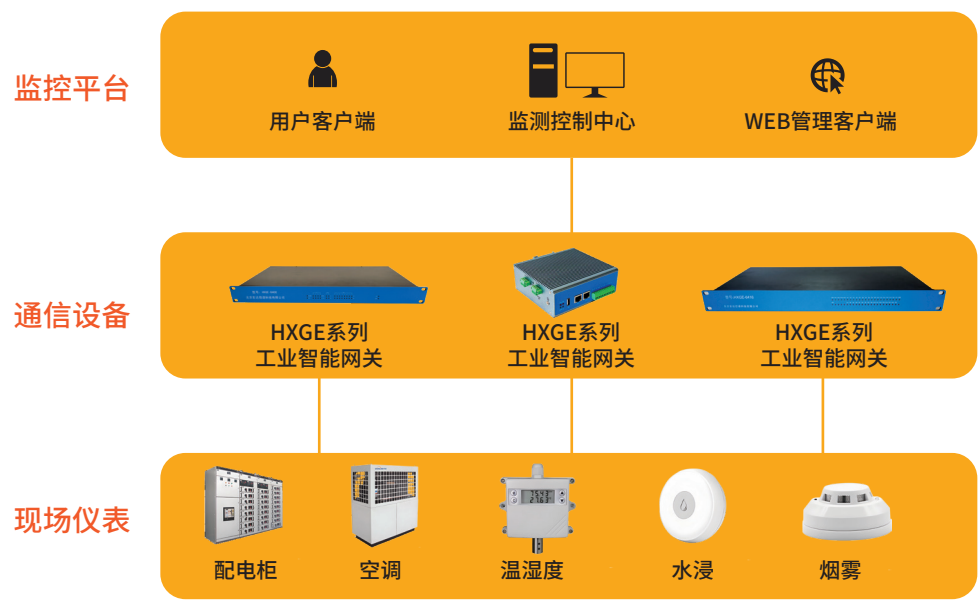 监控平台
用户客户端
监测控制中心
WEB管理客户端
通信设备
HXGE系列
工业智能网关
HXGE系列
工业智能网关
HXGE系列
工业智能网关
现场仪表
配电柜
空调
温湿度
水浸
烟雾